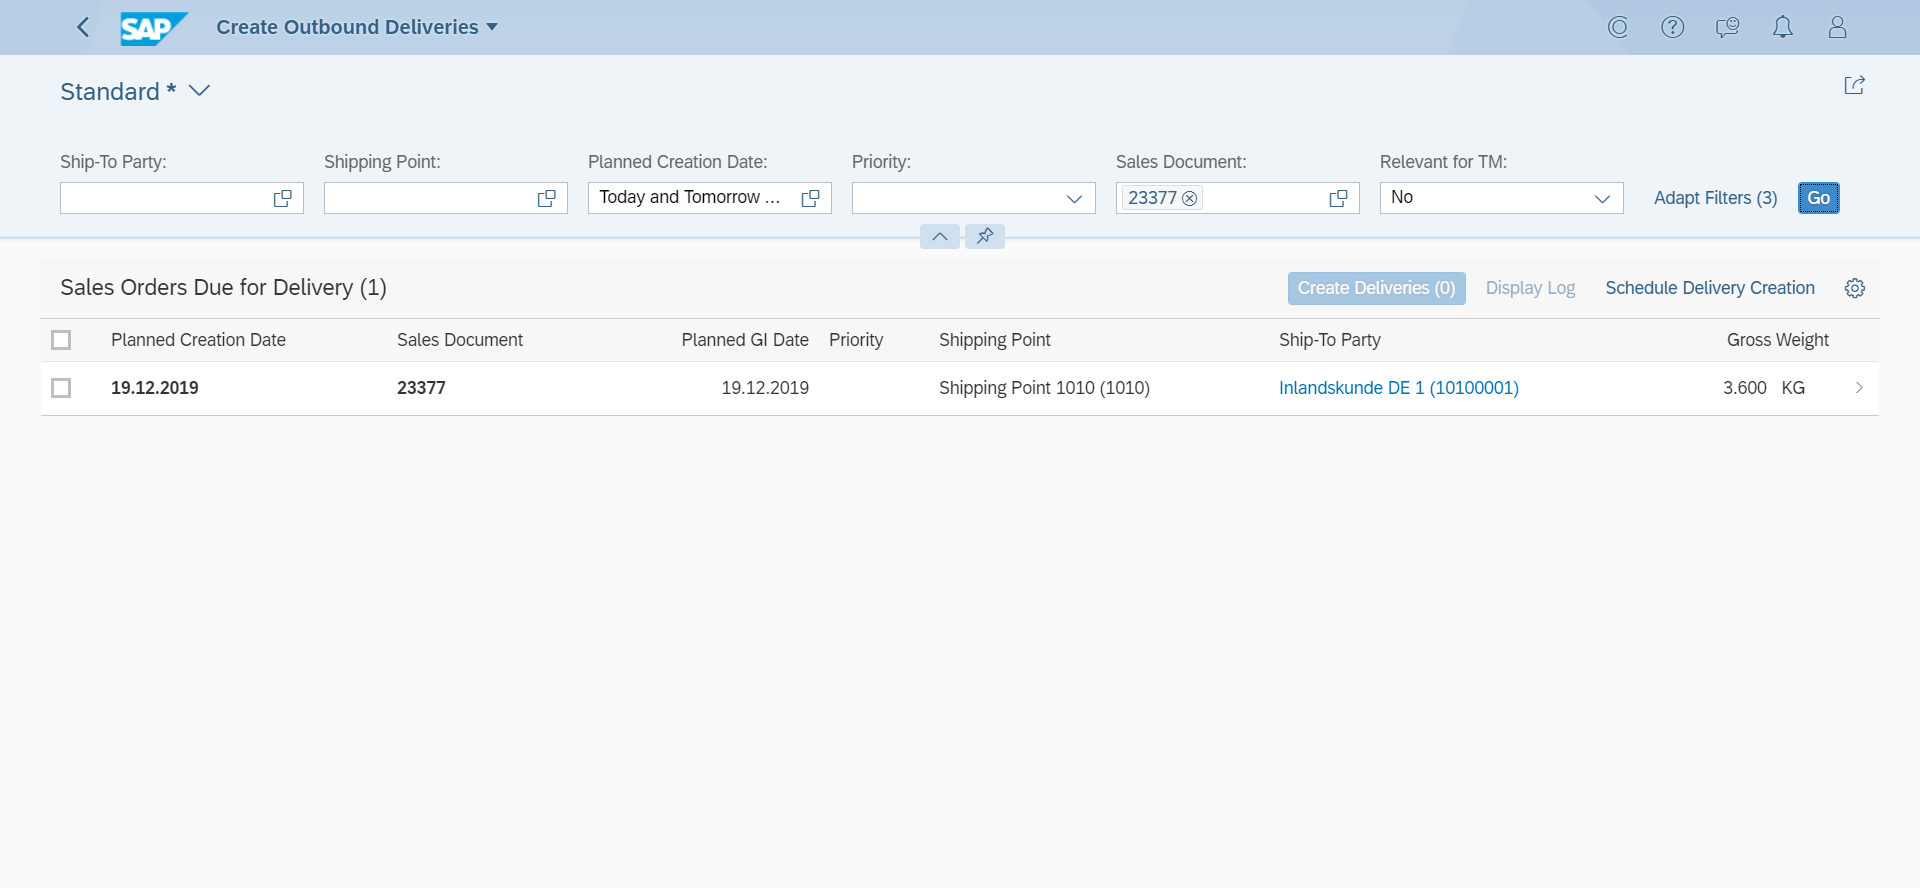 SAP
Create Outbound Deliveries
Standard *
Ship-To Party:
Shipping Point:
Planned Creation Date:
Priority:
Sales Document:
Relevant for TM:
Today and Tomorrow ...
23377
No
Adapt Filters (3)
Go
Sales Orders Due for Delivery (1)
Create Deliveries (0)
Display Log
Schedule Delivery Creation
Planned Creation Date
Sales Document
Planned GI Date
Priority
Shipping Point
Ship-To Party
Gross Weight
19.12.2019
23377
19.12.2019
Shipping Point 1010 (1010)
Inlandskunde DE 1 (10100001)
3.600 KG